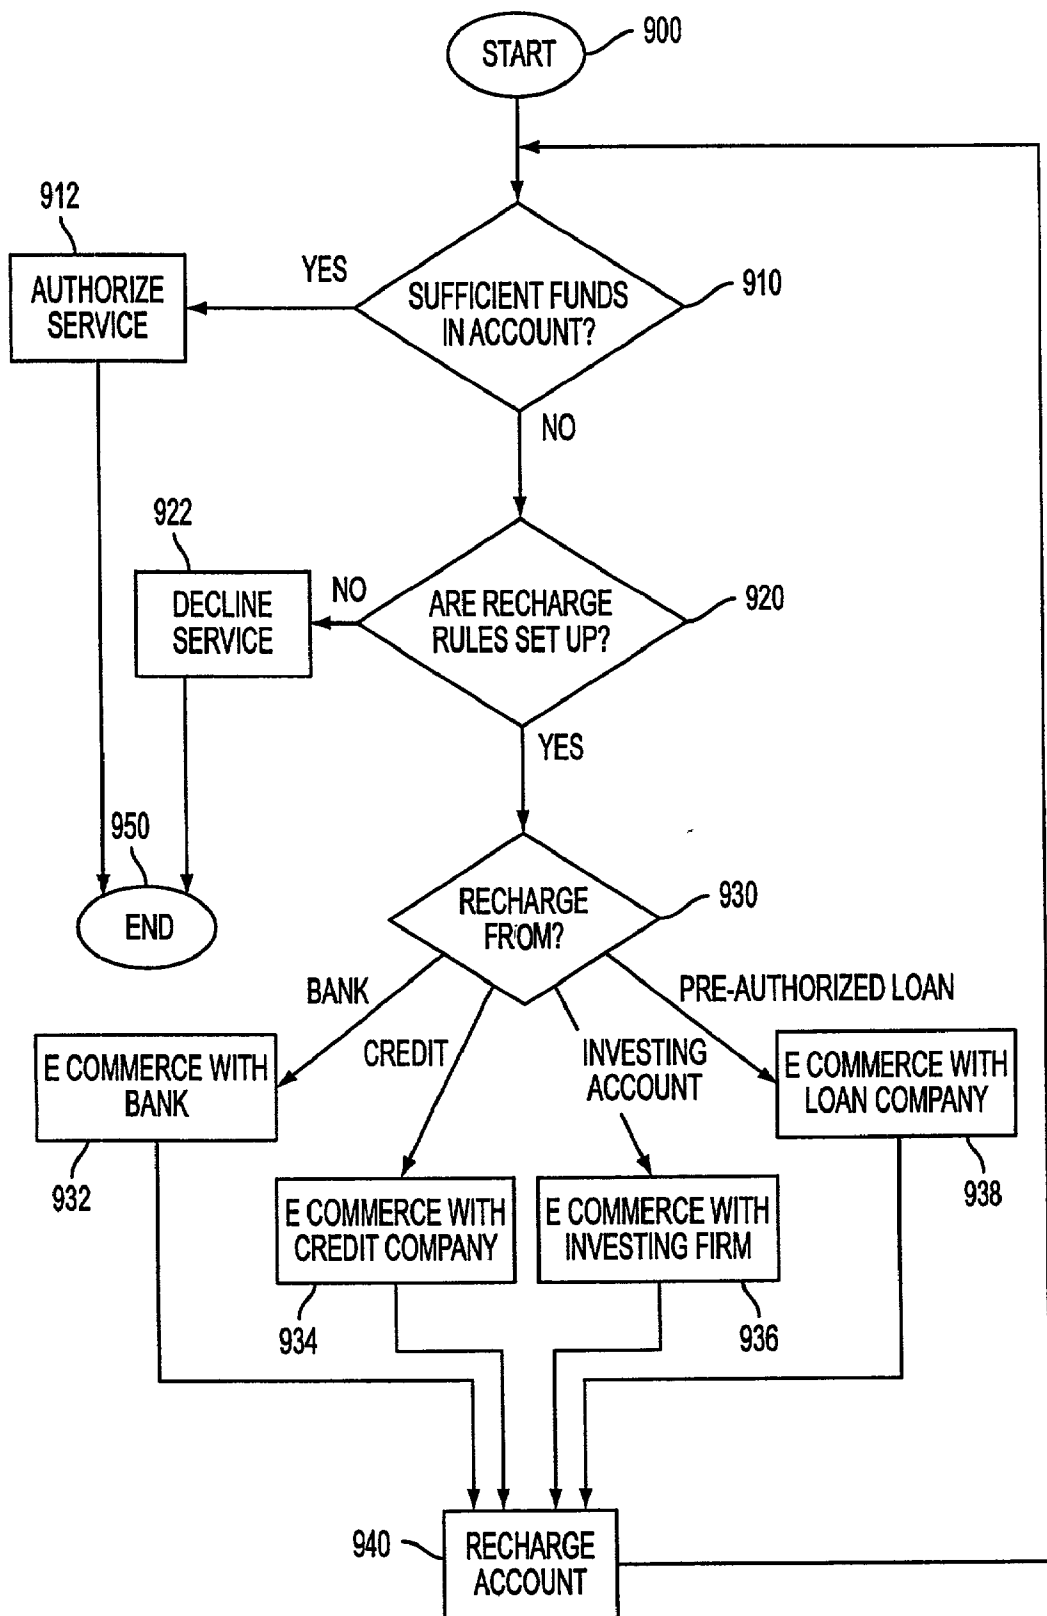 START
900
912
AUTHORIZE
SERVICE
YES
SUFFICIENT FUNDS
IN ACCOUNT?
910
NO
922
DECLINE
SERVICE
NO
ARE RECHARGE
RULES SET UP?
920
YES
950
END
RECHARGE
FROM?
930
BANK
CREDIT
INVESTING
ACCOUNT
PRE-AUTHORIZED LOAN
E COMMERCE WITH
BANK
932
E COMMERCE WITH
LOAN COMPANY
938
E COMMERCE WITH
CREDIT COMPANY
934
E COMMERCE WITH
INVESTING FIRM
936
940
RECHARGE
ACCOUNT